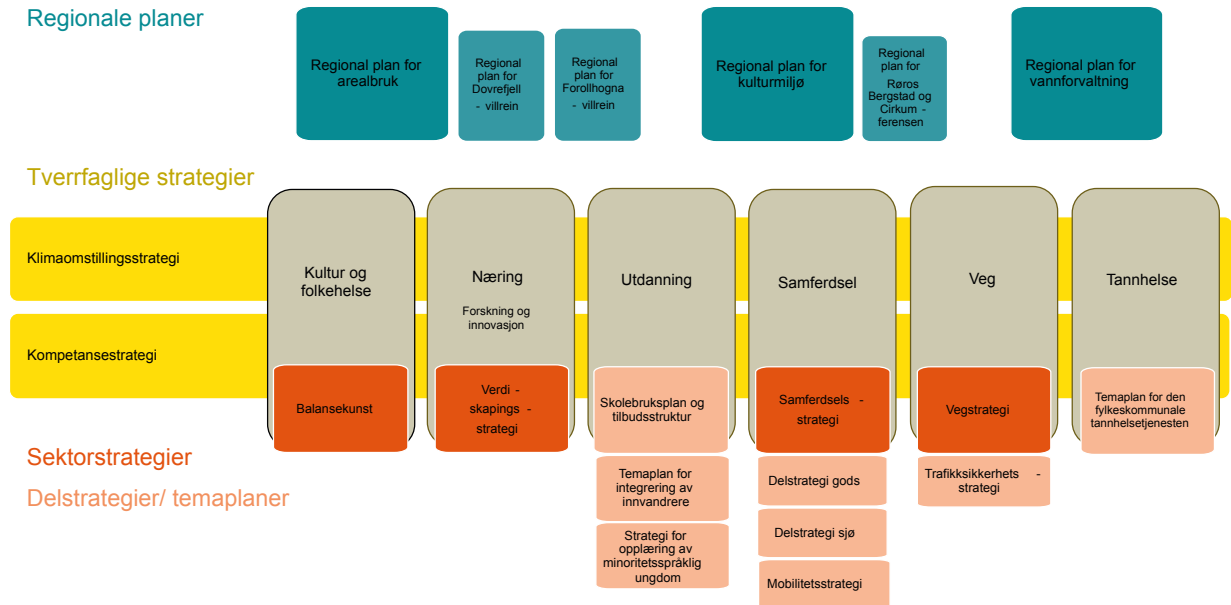 Regionale planer
Regional plan for
arealbruk
Regional
plan for
Dovrefjell
- villrein
Regional
plan for
Forollhogna
- villrein
Regional plan for
kulturmiljø
Regional
plan for
Røros
Bergstad og
Cirkum -
ferensen
Regional plan for
vannforvaltning
Tverrfaglige strategier
Klimaomstillingsstrategi
Kompetansestrategi
Kultur og
folkehelse
Næring
Forskning og
innovasjon
Utdanning
Samferdsel
Veg
Tannhelse
Balansekunst
Verdi -
skapings -
strategi
Skolebruksplan og
tilbudsstruktur
Samferdsels -
strategi
Vegstrategi
Temaplan for den
fylkeskommunale
tannhelsetjenesten
Sektorstrategier
Delstrategier/ temaplaner
Temaplan for
integrering av
innvandrere
Strategi for
opplæring av
minoritetsspråklig
ungdom
Delstrategi gods
Delstrategi sjø
Mobilitetsstrategi
Trafikksikkerhets -
strategi